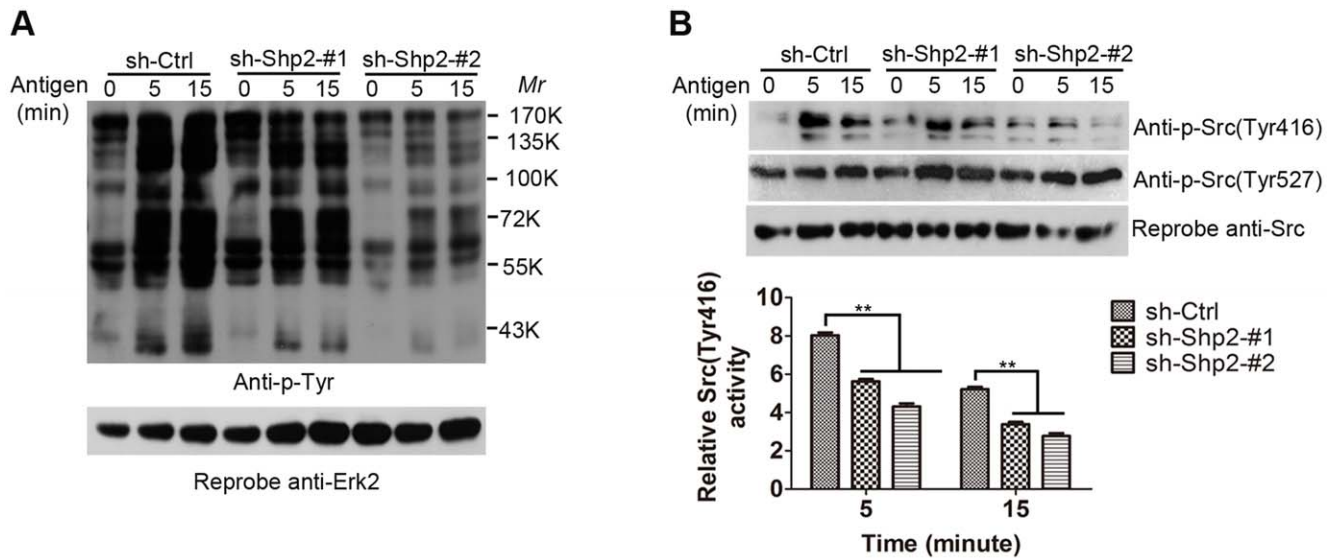 A
sh-Ctrl sh-Shp2-#1 sh-Shp2-#2
Antigen (min) 0 5 15 0 5 15 0 5 15 Mr
170K
135K
100K
72K
55K
43K
Anti-p-Tyr
Reprobe anti-Erk2
B
sh-Ctrl sh-Shp2-#1 sh-Shp2-#2
Antigen (min) 0 5 15 0 5 15 0 5 15
Anti-p-Src(Tyr416)
Anti-p-Src(Tyr527)
Reprobe anti-Src
Relative Src(Tyr416)
activity
10
8
6
4
2
0
**
**
5 15
Time (minute)
sh-Ctrl
sh-Shp2-#1
sh-Shp2-#2